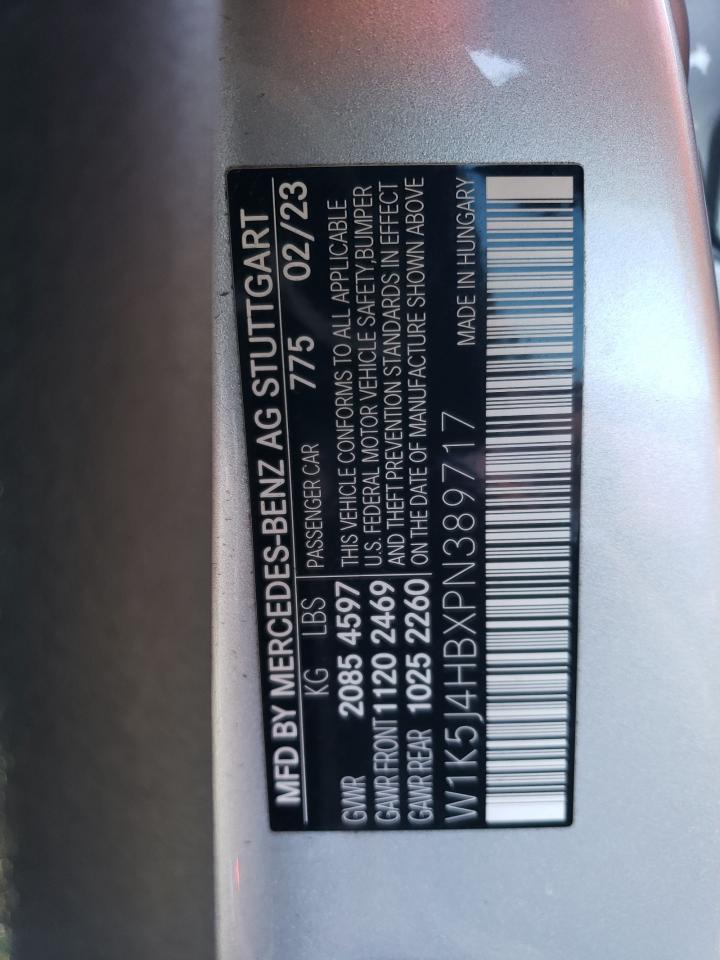 MFD BY MERCEDES-BENZ AG STUTTGART
KG LBS PASSENGER CAR 775 02/23
GVWR 2085 4597 THIS VEHICLE CONFORMS TO ALL APPLICABLE
U.S. FEDERAL MOTOR VEHICLE SAFETY,BUMPER
GAWR FRONT 1120 2469 AND THEFT PREVENTION STANDARDS IN EFFECT
GAWR REAR 1025 2260 ON THE DATE OF MANUFACTURE SHOWN ABOVE
W1K5J4HBXPN389717 MADE IN HUNGARY